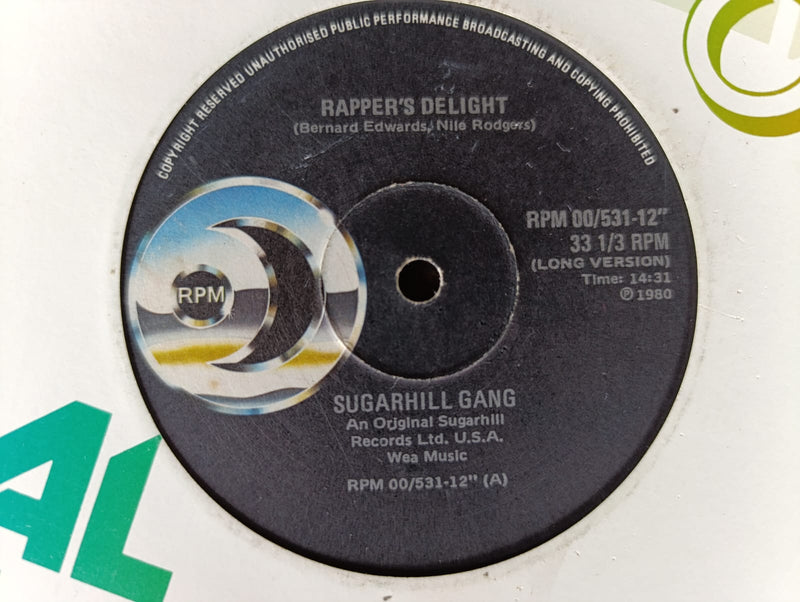 COPYRIGHT RESERVED UNAUTHORISED PUBLIC PERFORMANCE BROADCASTING AND COPYING PROHIBITED
RAPPER'S DELIGHT
(Bernard Edwards, Nile Rodgers)
RPM 00/531-12"
33 1/3 RPM
(LONG VERSION)
Time: 14:31
℗ 1980
RPM
SUGARHILL GANG
An Original Sugarhill
Records Ltd. U.S.A.
Wea Music
RPM 00/531-12" (A)
AL